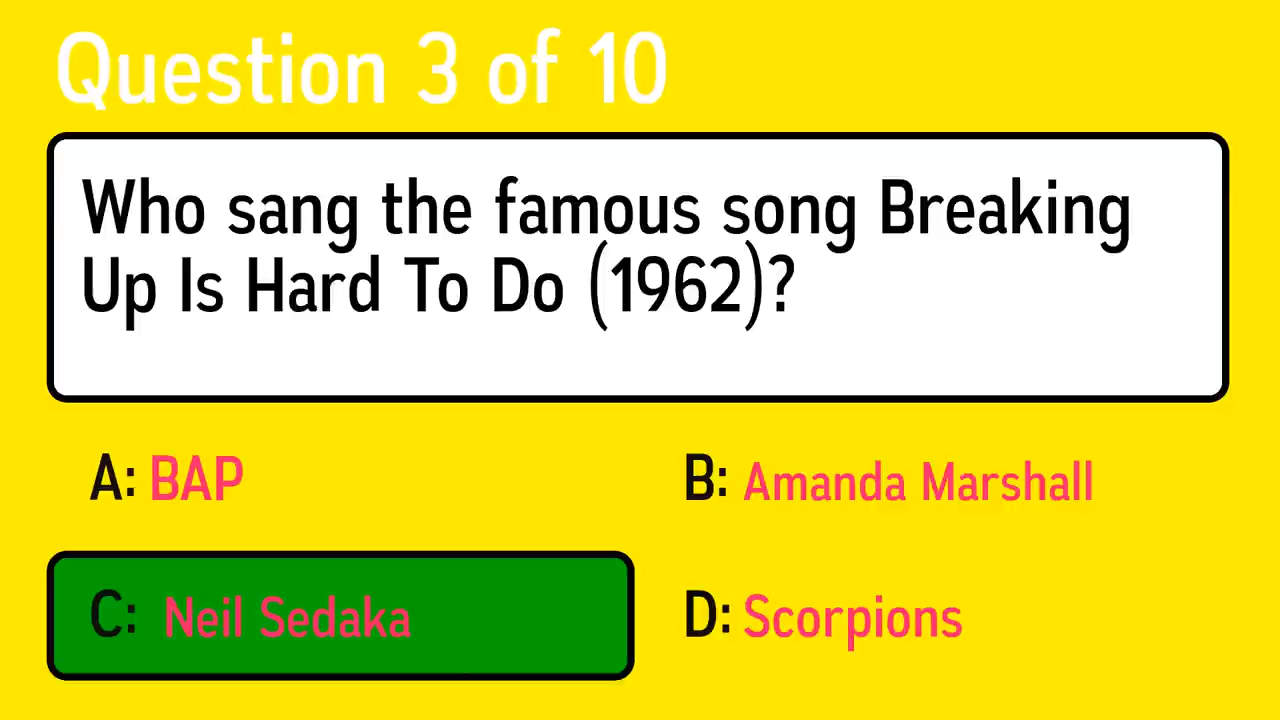 Question 3 of 10
Who sang the famous song Breaking
Up Is Hard To Do (1962)?
A: BAP
B: Amanda Marshall
C: Neil Sedaka
D: Scorpions